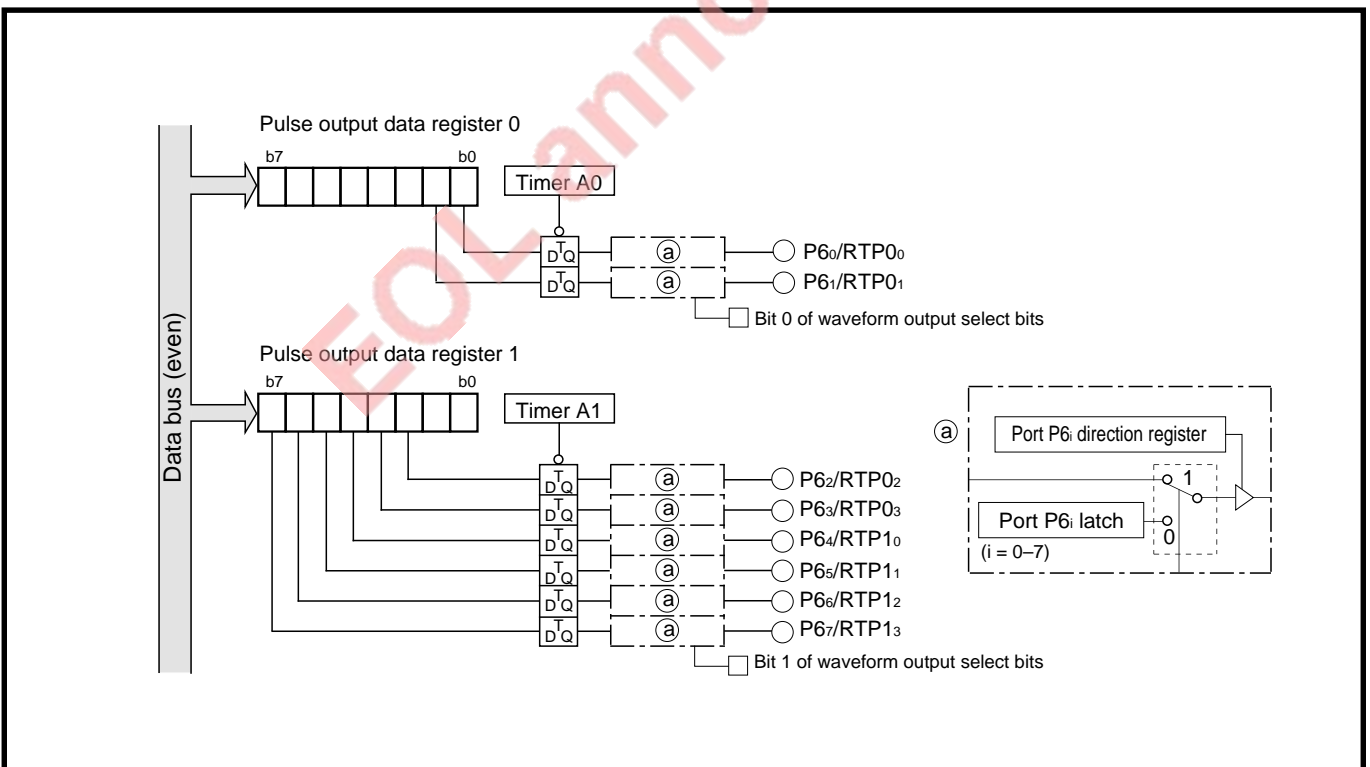 EOL anno
Pulse output data register 0
b7 b0
Timer A0
D T Q
ⓐ
P6₀/RTP0₀
D T Q
ⓐ
P6₁/RTP0₁
Bit 0 of waveform output select bits
Data bus (even)
Pulse output data register 1
b7 b0
Timer A1
D T Q
ⓐ
P6₂/RTP0₂
D T Q
ⓐ
P6₃/RTP0₃
D T Q
ⓐ
P6₄/RTP1₀
D T Q
ⓐ
P6₅/RTP1₁
D T Q
ⓐ
P6₆/RTP1₂
D T Q
ⓐ
P6₇/RTP1₃
Bit 1 of waveform output select bits
ⓐ
Port P6ᵢ direction register
1
Port P6ᵢ latch
0
(i = 0–7)